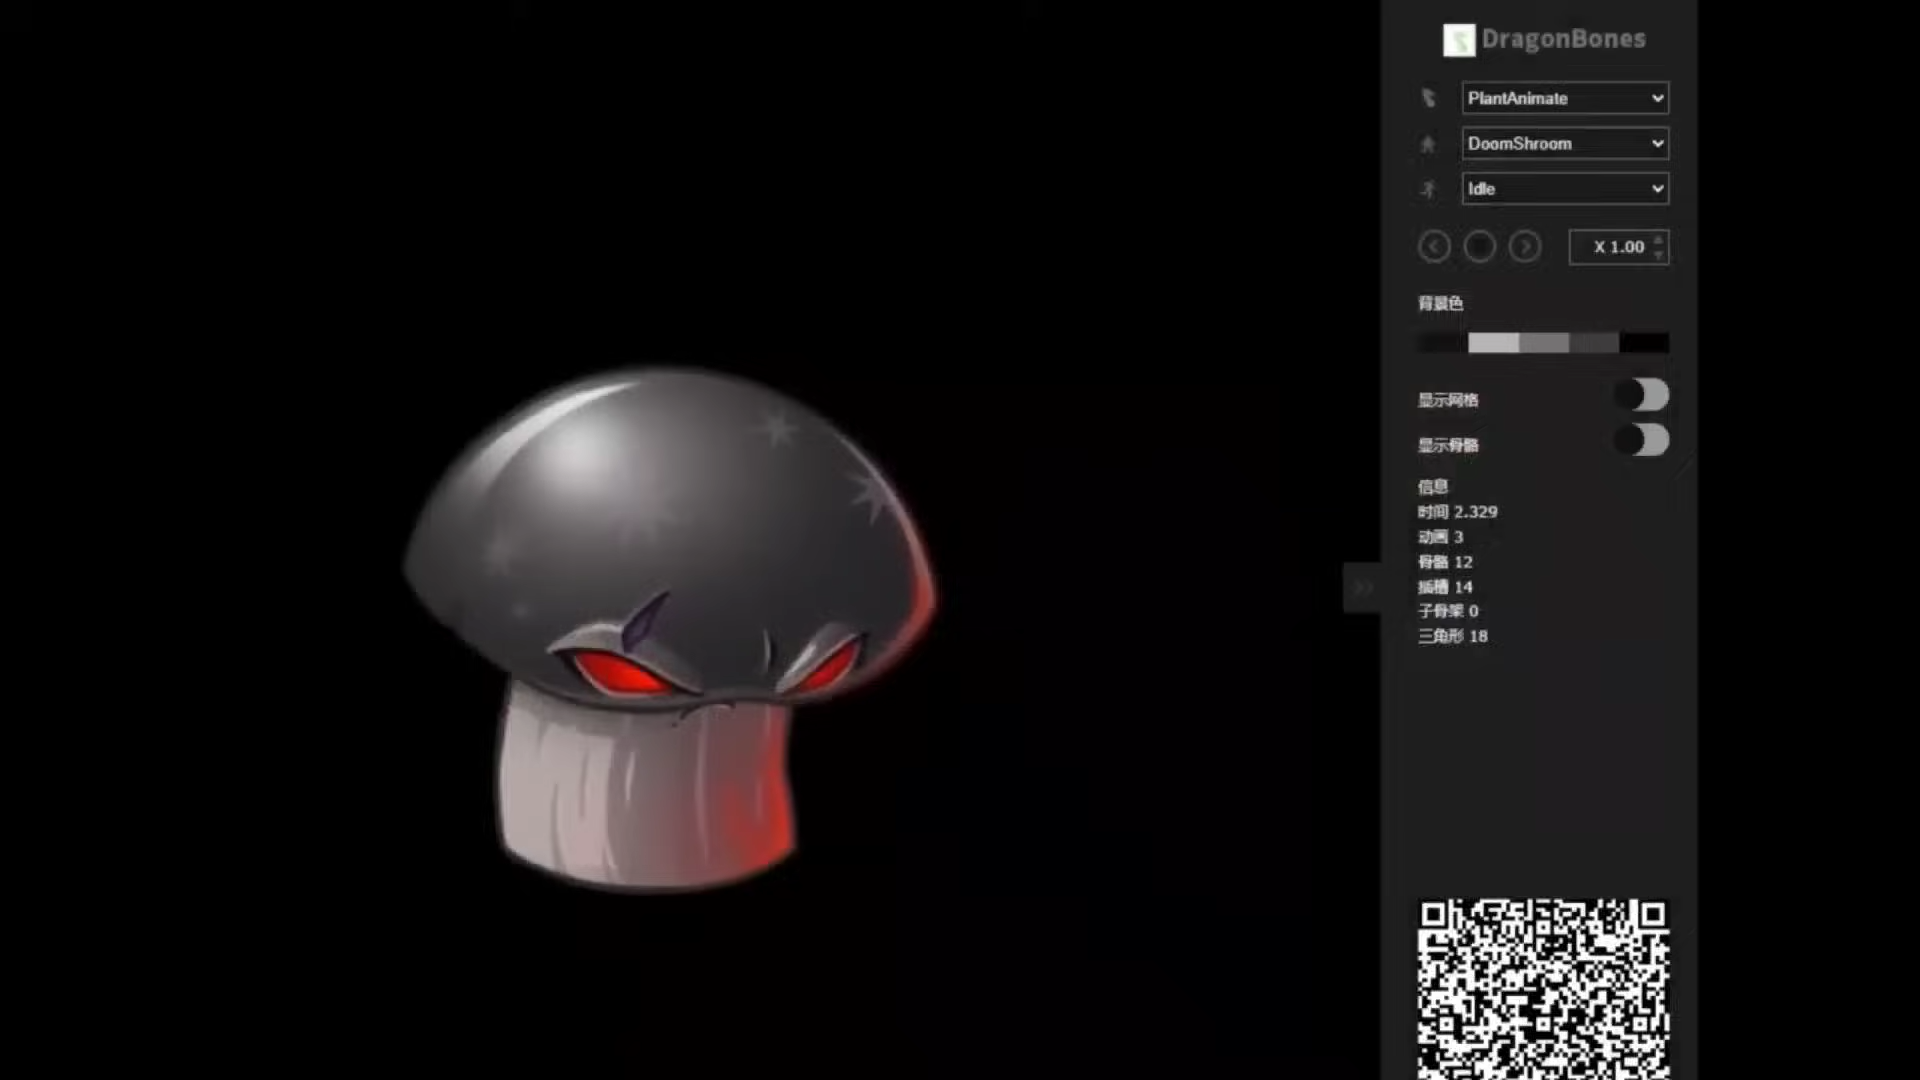 DragonBones
PlantAnimate
DoomShroom
Idle
X 1.00
背景色
显示网格
显示骨骼
信息
时间 2.329
动画 3
骨骼 12
插槽 14
子骨架 0
三角形 18